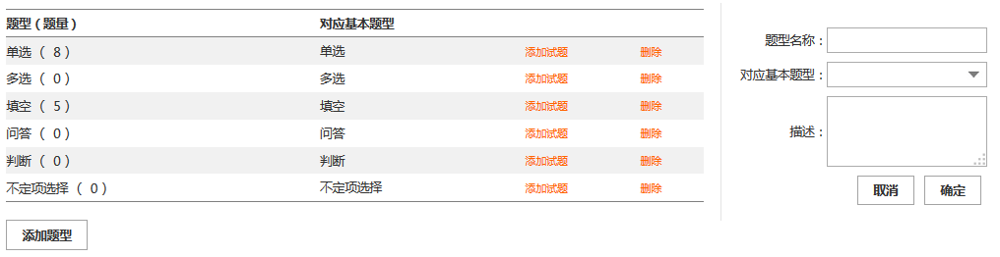 题型（题量） 对应基本题型
单选（ 8 ） 单选 添加试题 删除
多选（ 0 ） 多选 添加试题 删除
填空（ 5 ） 填空 添加试题 删除
问答（ 0 ） 问答 添加试题 删除
判断（ 0 ） 判断 添加试题 删除
不定项选择（ 0 ） 不定项选择 添加试题 删除
添加题型
题型名称：
对应基本题型：
描述：
取消 确定